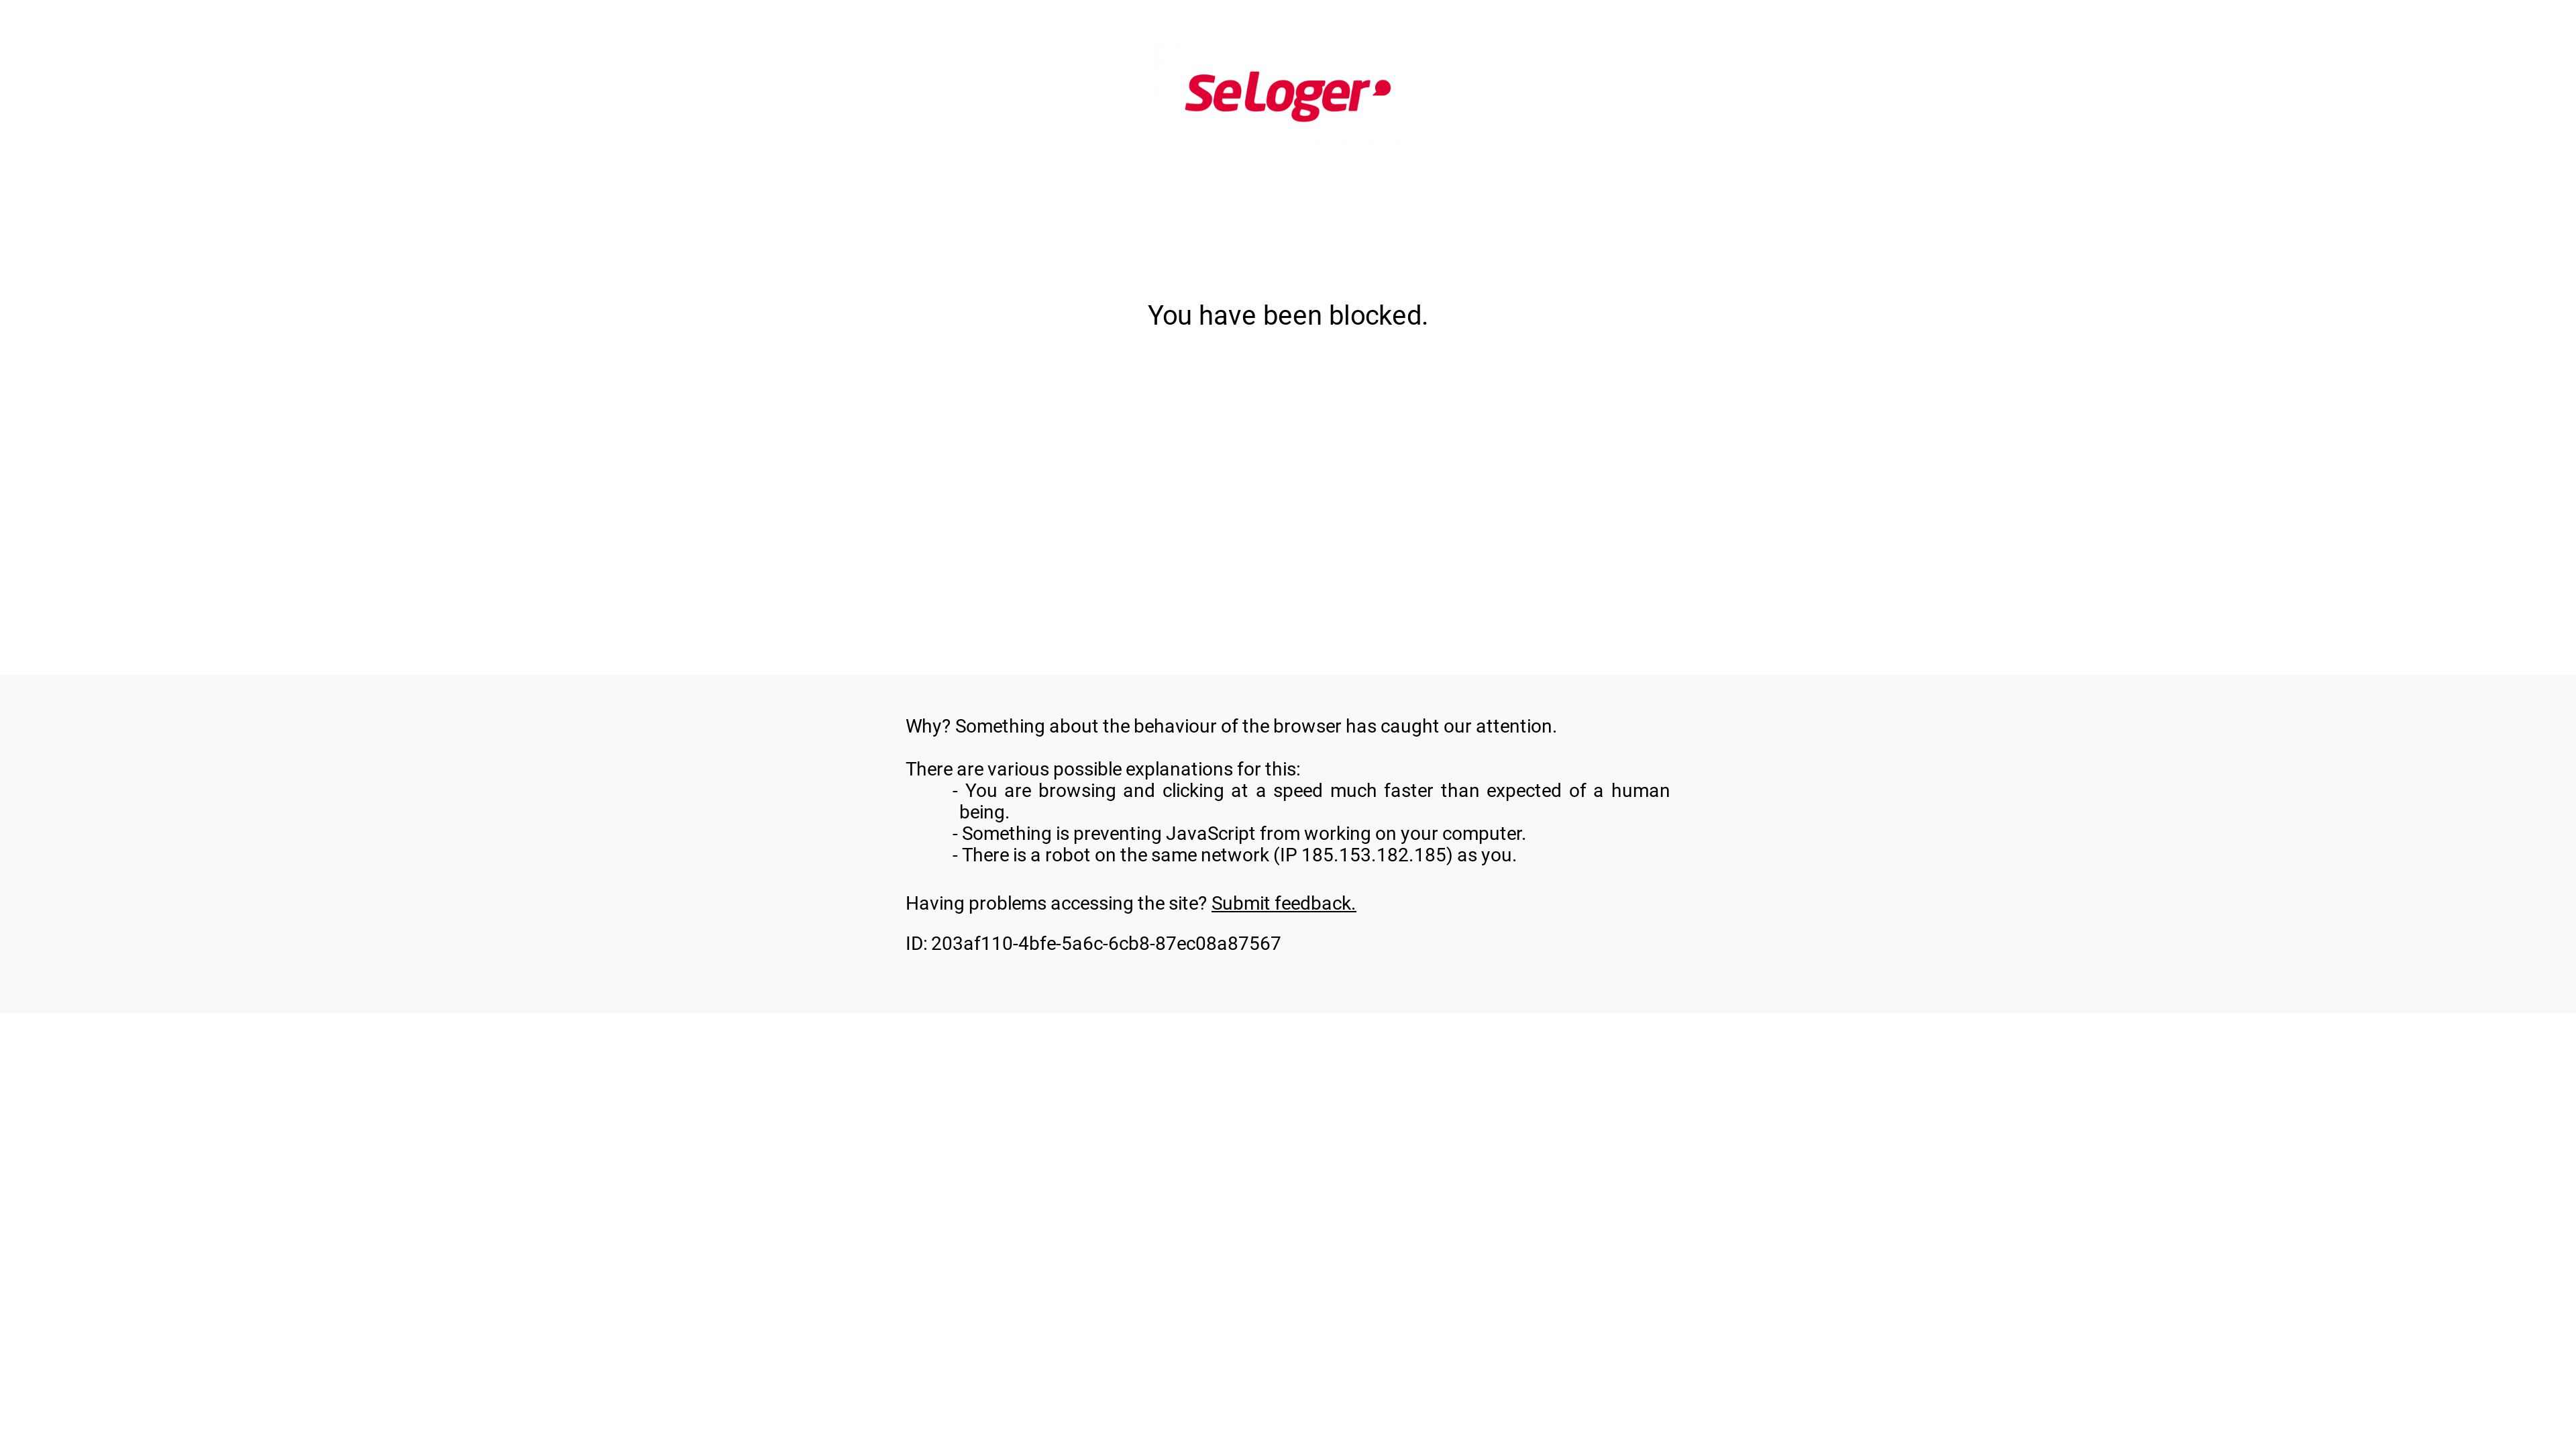 SeLoger
You have been blocked.
Why? Something about the behaviour of the browser has caught our attention.
There are various possible explanations for this:
- You are browsing and clicking at a speed much faster than expected of a human
being.
- Something is preventing JavaScript from working on your computer.
- There is a robot on the same network (IP 185.153.182.185) as you.
Having problems accessing the site? Submit feedback.
ID: 203af110-4bfe-5a6c-6cb8-87ec08a87567